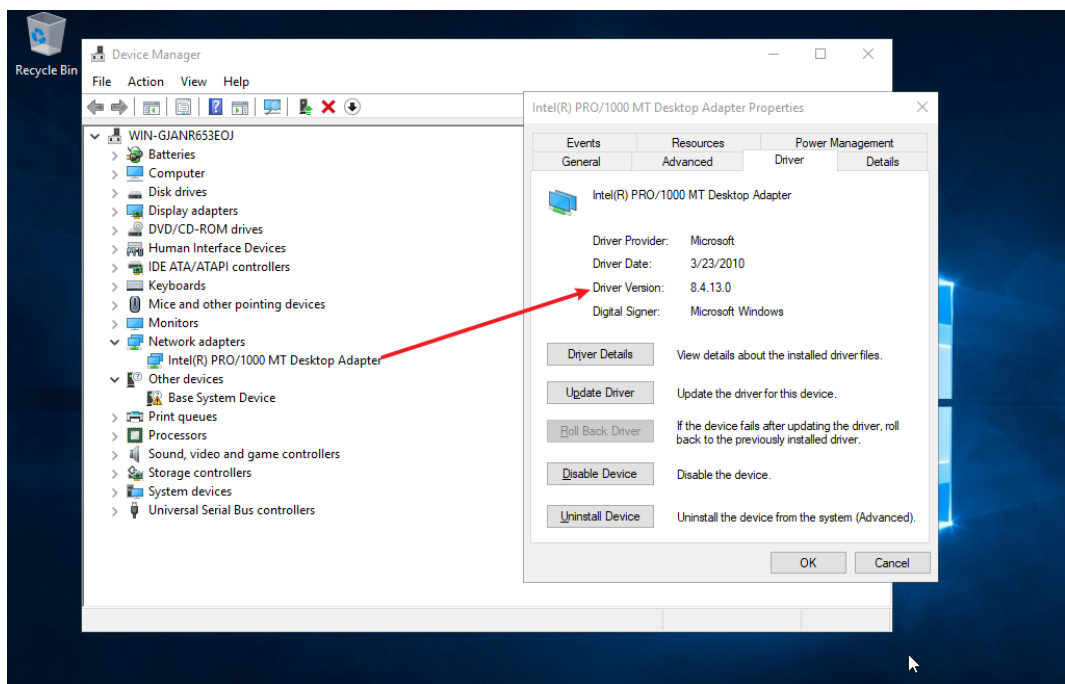 Recycle Bin
Device Manager
File Action View Help
WIN-GJANR653EOJ
Batteries
Computer
Disk drives
Display adapters
DVD/CD-ROM drives
Human Interface Devices
IDE ATA/ATAPI controllers
Keyboards
Mice and other pointing devices
Monitors
Network adapters
Intel(R) PRO/1000 MT Desktop Adapter
Other devices
Base System Device
Print queues
Processors
Sound, video and game controllers
Storage controllers
System devices
Universal Serial Bus controllers
Intel(R) PRO/1000 MT Desktop Adapter Properties
Events Resources Power Management
General Advanced Driver Details
Intel(R) PRO/1000 MT Desktop Adapter
Driver Provider: Microsoft
Driver Date: 3/23/2010
Driver Version: 8.4.13.0
Digital Signer: Microsoft Windows
Driver Details View details about the installed driver files.
Update Driver Update the driver for this device.
Roll Back Driver If the device fails after updating the driver, roll
back to the previously installed driver.
Disable Device Disable the device.
Uninstall Device Uninstall the device from the system (Advanced).
OK Cancel